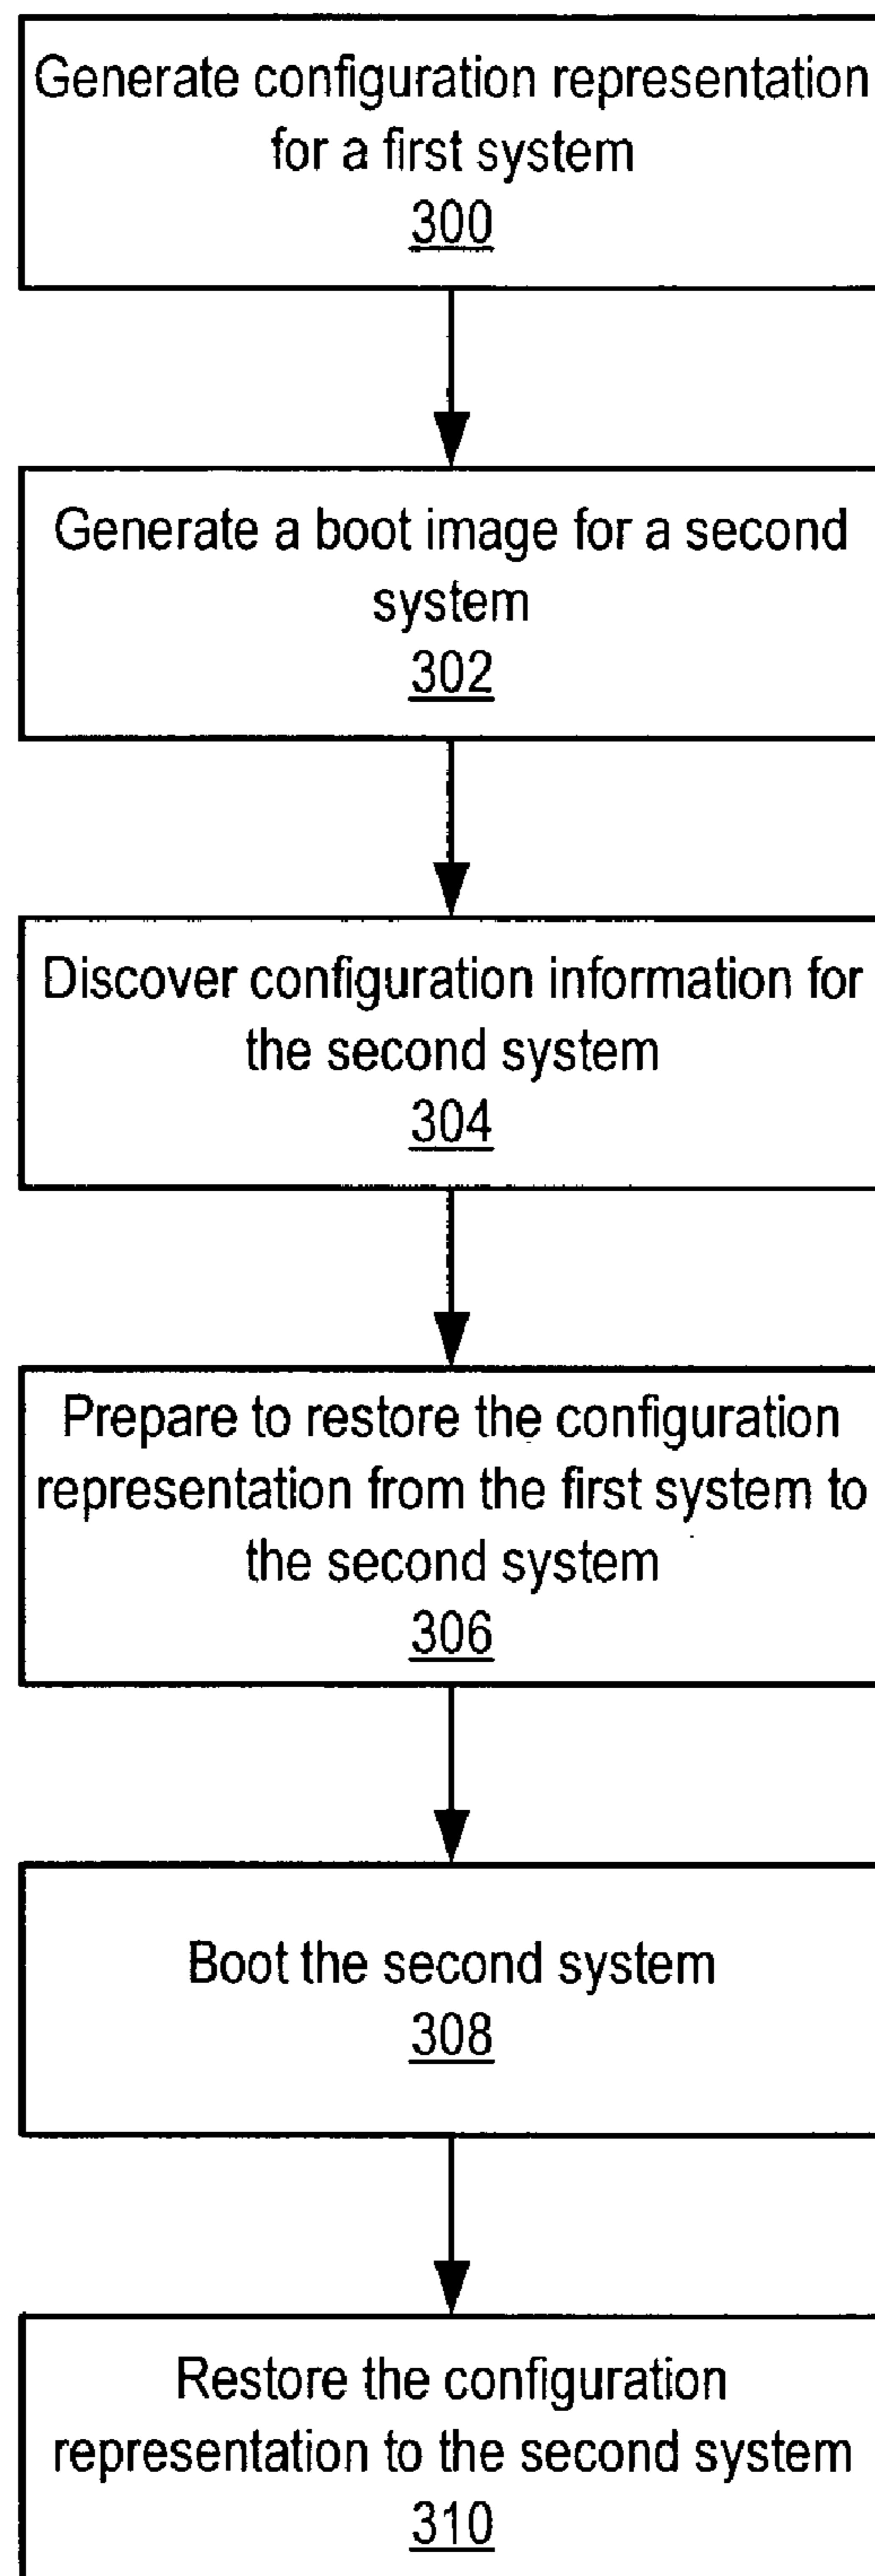 Generate configuration representation
for a first system
300
Generate a boot image for a second
system
302
Discover configuration information for
the second system
304
Prepare to restore the configuration
representation from the first system to
the second system
306
Boot the second system
308
Restore the configuration
representation to the second system
310